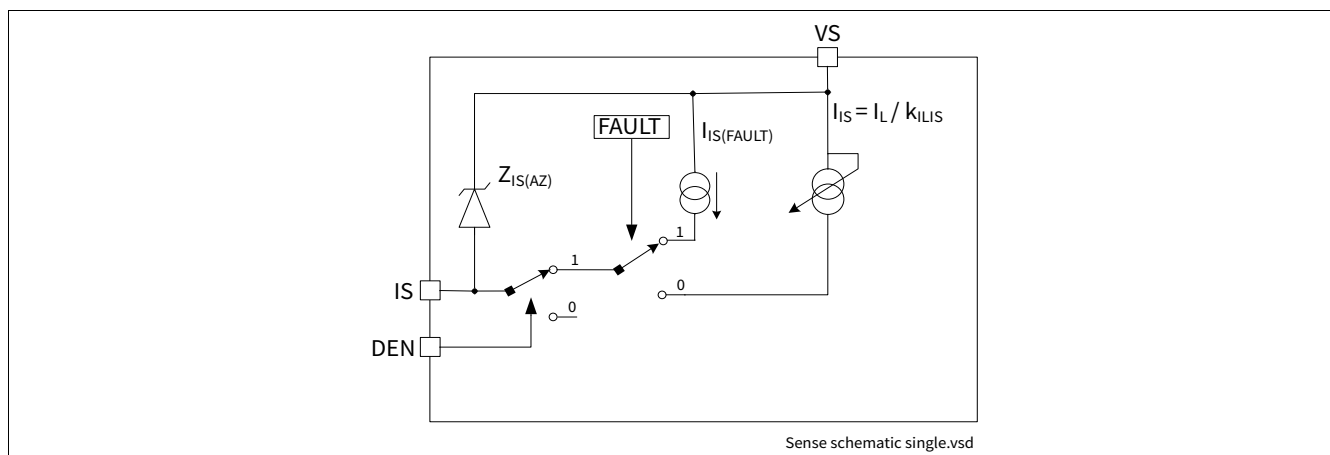 VS
I_IS = I_L / k_ILIS
FAULT
I_IS(FAULT)
Z_IS(AZ)
1
1
0
IS
0
DEN
Sense schematic single.vsd